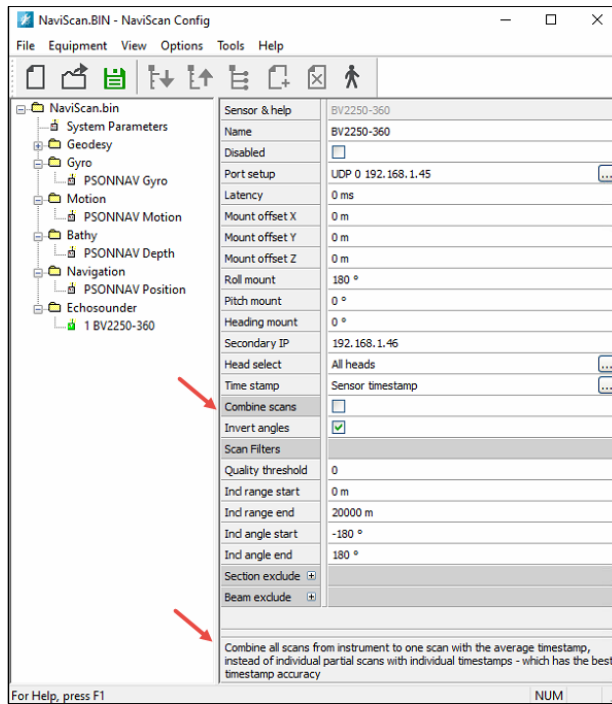 NaviScan.BIN - NaviScan Config
File Equipment View Options Tools Help
NaviScan.bin
System Parameters
Geodesy
Gyro
PSONNAV Gyro
Motion
PSONNAV Motion
Bathy
PSONNAV Depth
Navigation
PSONNAV Position
Echosounder
1 BV2250-360
Sensor & help BV2250-360
Name BV2250-360
Disabled
Port setup UDP 0 192.168.1.45 ...
Latency 0 ms
Mount offset X 0 m
Mount offset Y 0 m
Mount offset Z 0 m
Roll mount 180 °
Pitch mount 0 °
Heading mount 0 °
Secondary IP 192.168.1.46
Head select All heads ...
Time stamp Sensor timestamp ...
Combine scans
Invert angles
Scan Filters
Quality threshold 0
Incl range start 0 m
Incl range end 20000 m
Incl angle start -180 °
Incl angle end 180 °
Section exclude
Beam exclude
Combine all scans from instrument to one scan with the average timestamp,
instead of individual partial scans with individual timestamps - which has the best
timestamp accuracy
For Help, press F1 NUM